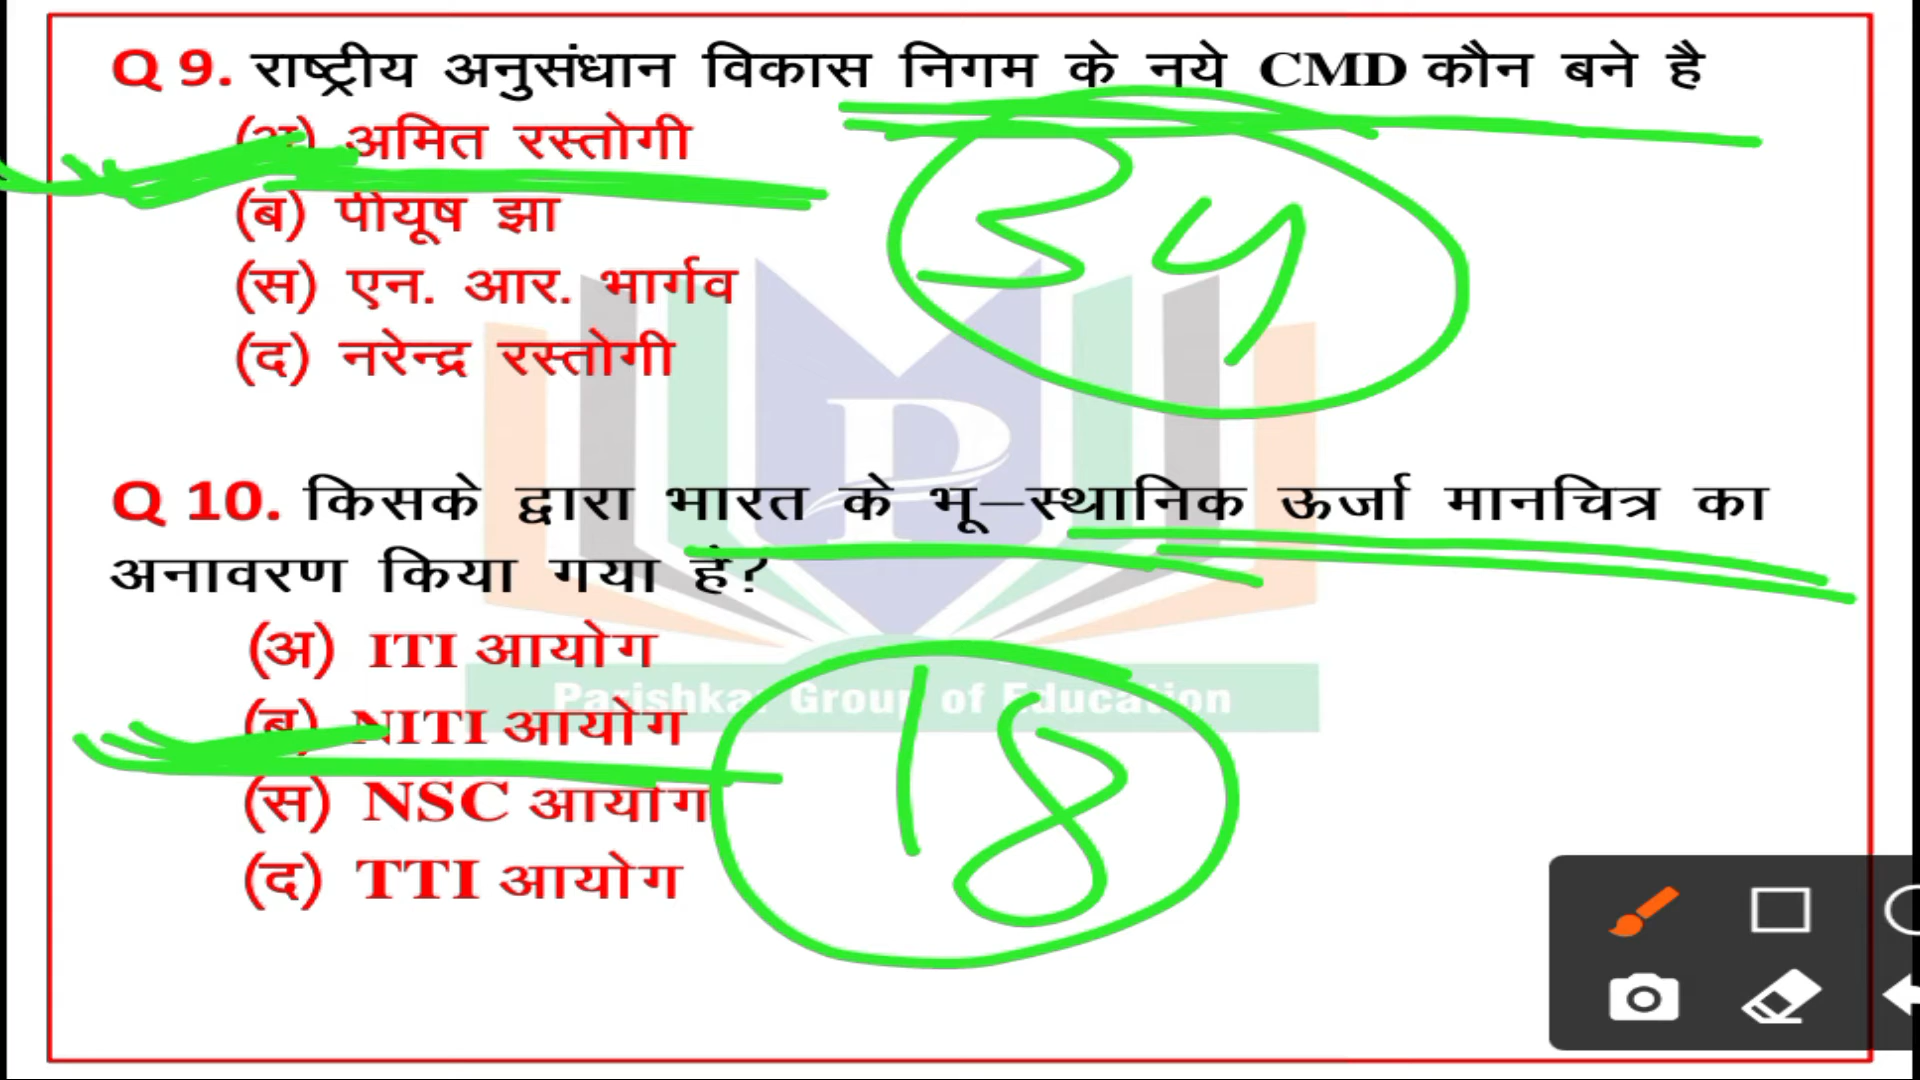 Q 9. राष्ट्रीय अनुसंधान विकास निगम के नये CMD कौन बने है
(अ) अमित रस्तोगी
(ब) पीयूष झा
(स) एन. आर. भार्गव
(द) नरेन्द्र रस्तोगी
34
Q 10. किसके द्वारा भारत के भू–स्थानिक ऊर्जा मानचित्र का
अनावरण किया गया है?
(अ) ITI आयोग
Parishkar Group of Education
(ब) NITI आयोग
(स) NSC आयोग
(द) TTI आयोग
18
P